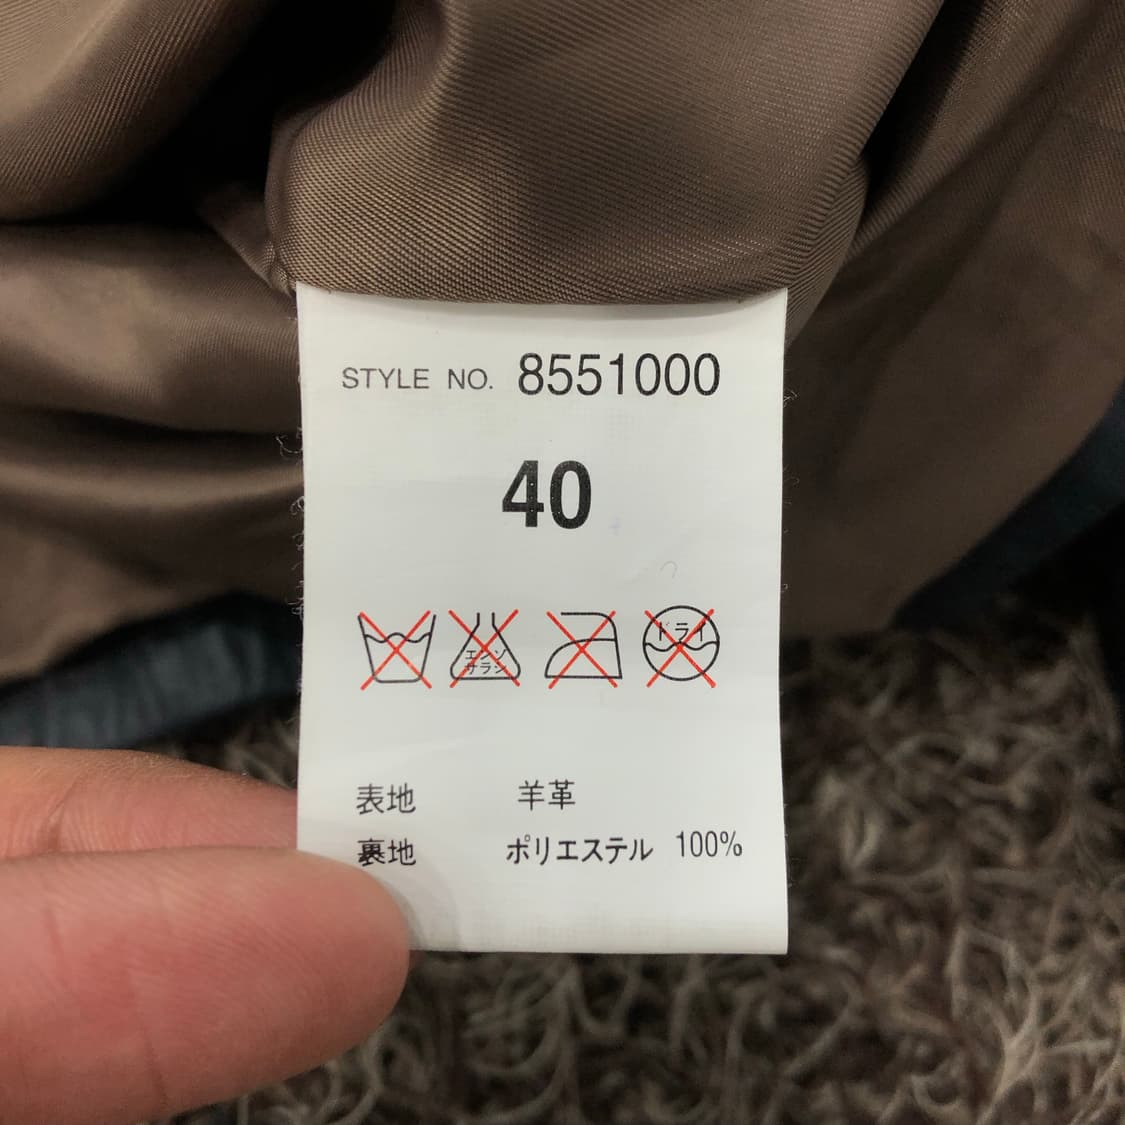 STYLE NO. 8551000
40
エンソ サラシ ドライ
表地 羊革
裏地 ポリエステル 100%